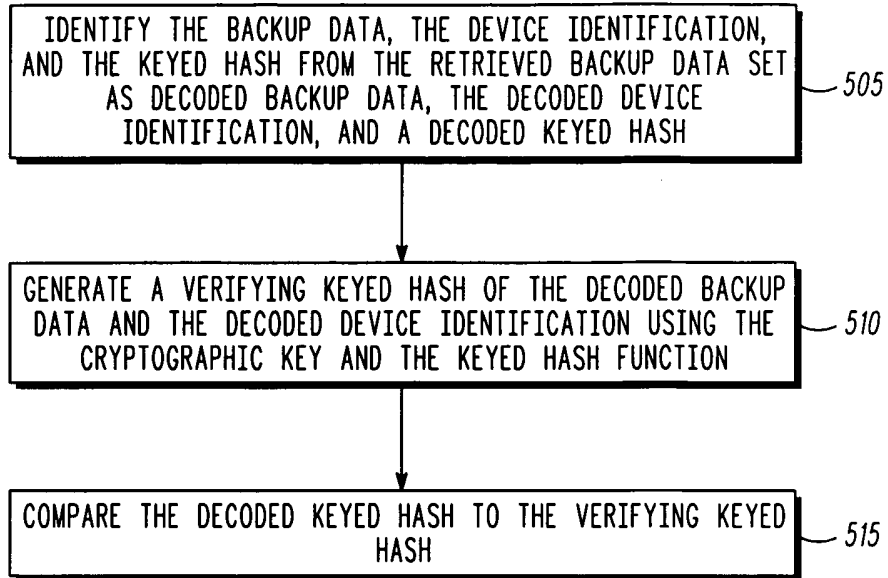 IDENTIFY THE BACKUP DATA, THE DEVICE IDENTIFICATION,
AND THE KEYED HASH FROM THE RETRIEVED BACKUP DATA SET
AS DECODED BACKUP DATA, THE DECODED DEVICE
IDENTIFICATION, AND A DECODED KEYED HASH
505
GENERATE A VERIFYING KEYED HASH OF THE DECODED BACKUP
DATA AND THE DECODED DEVICE IDENTIFICATION USING THE
CRYPTOGRAPHIC KEY AND THE KEYED HASH FUNCTION
510
COMPARE THE DECODED KEYED HASH TO THE VERIFYING KEYED
HASH
515